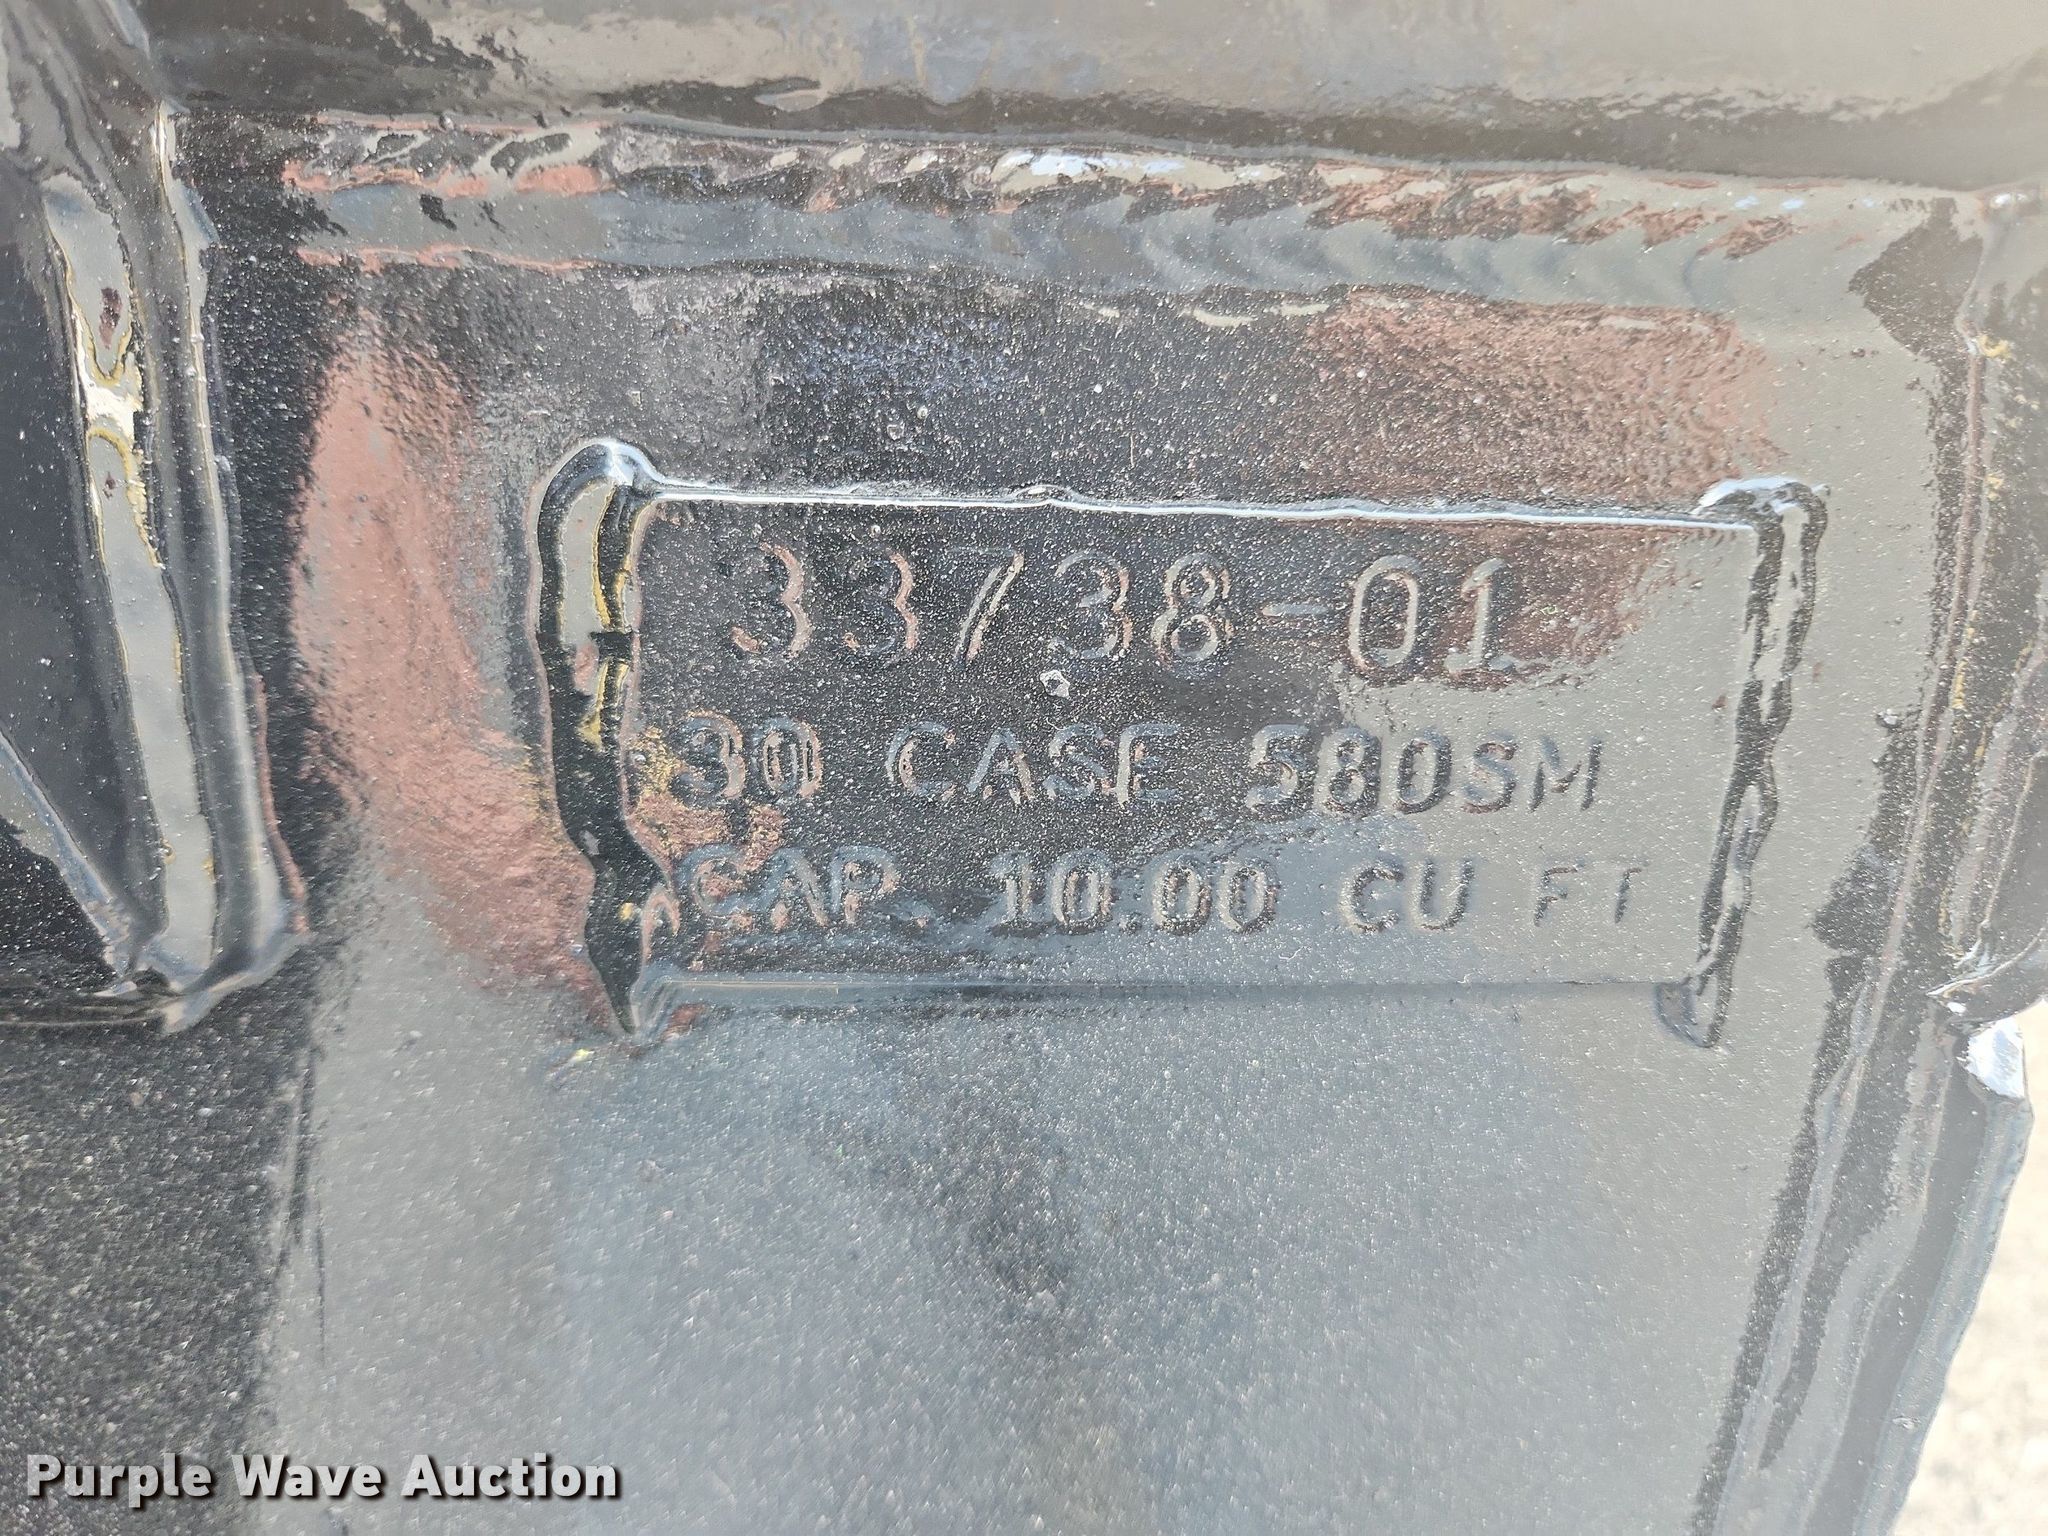 33738-01
30 CASE 580SM
CAP. 10.00 CU FT
Purple Wave Auction